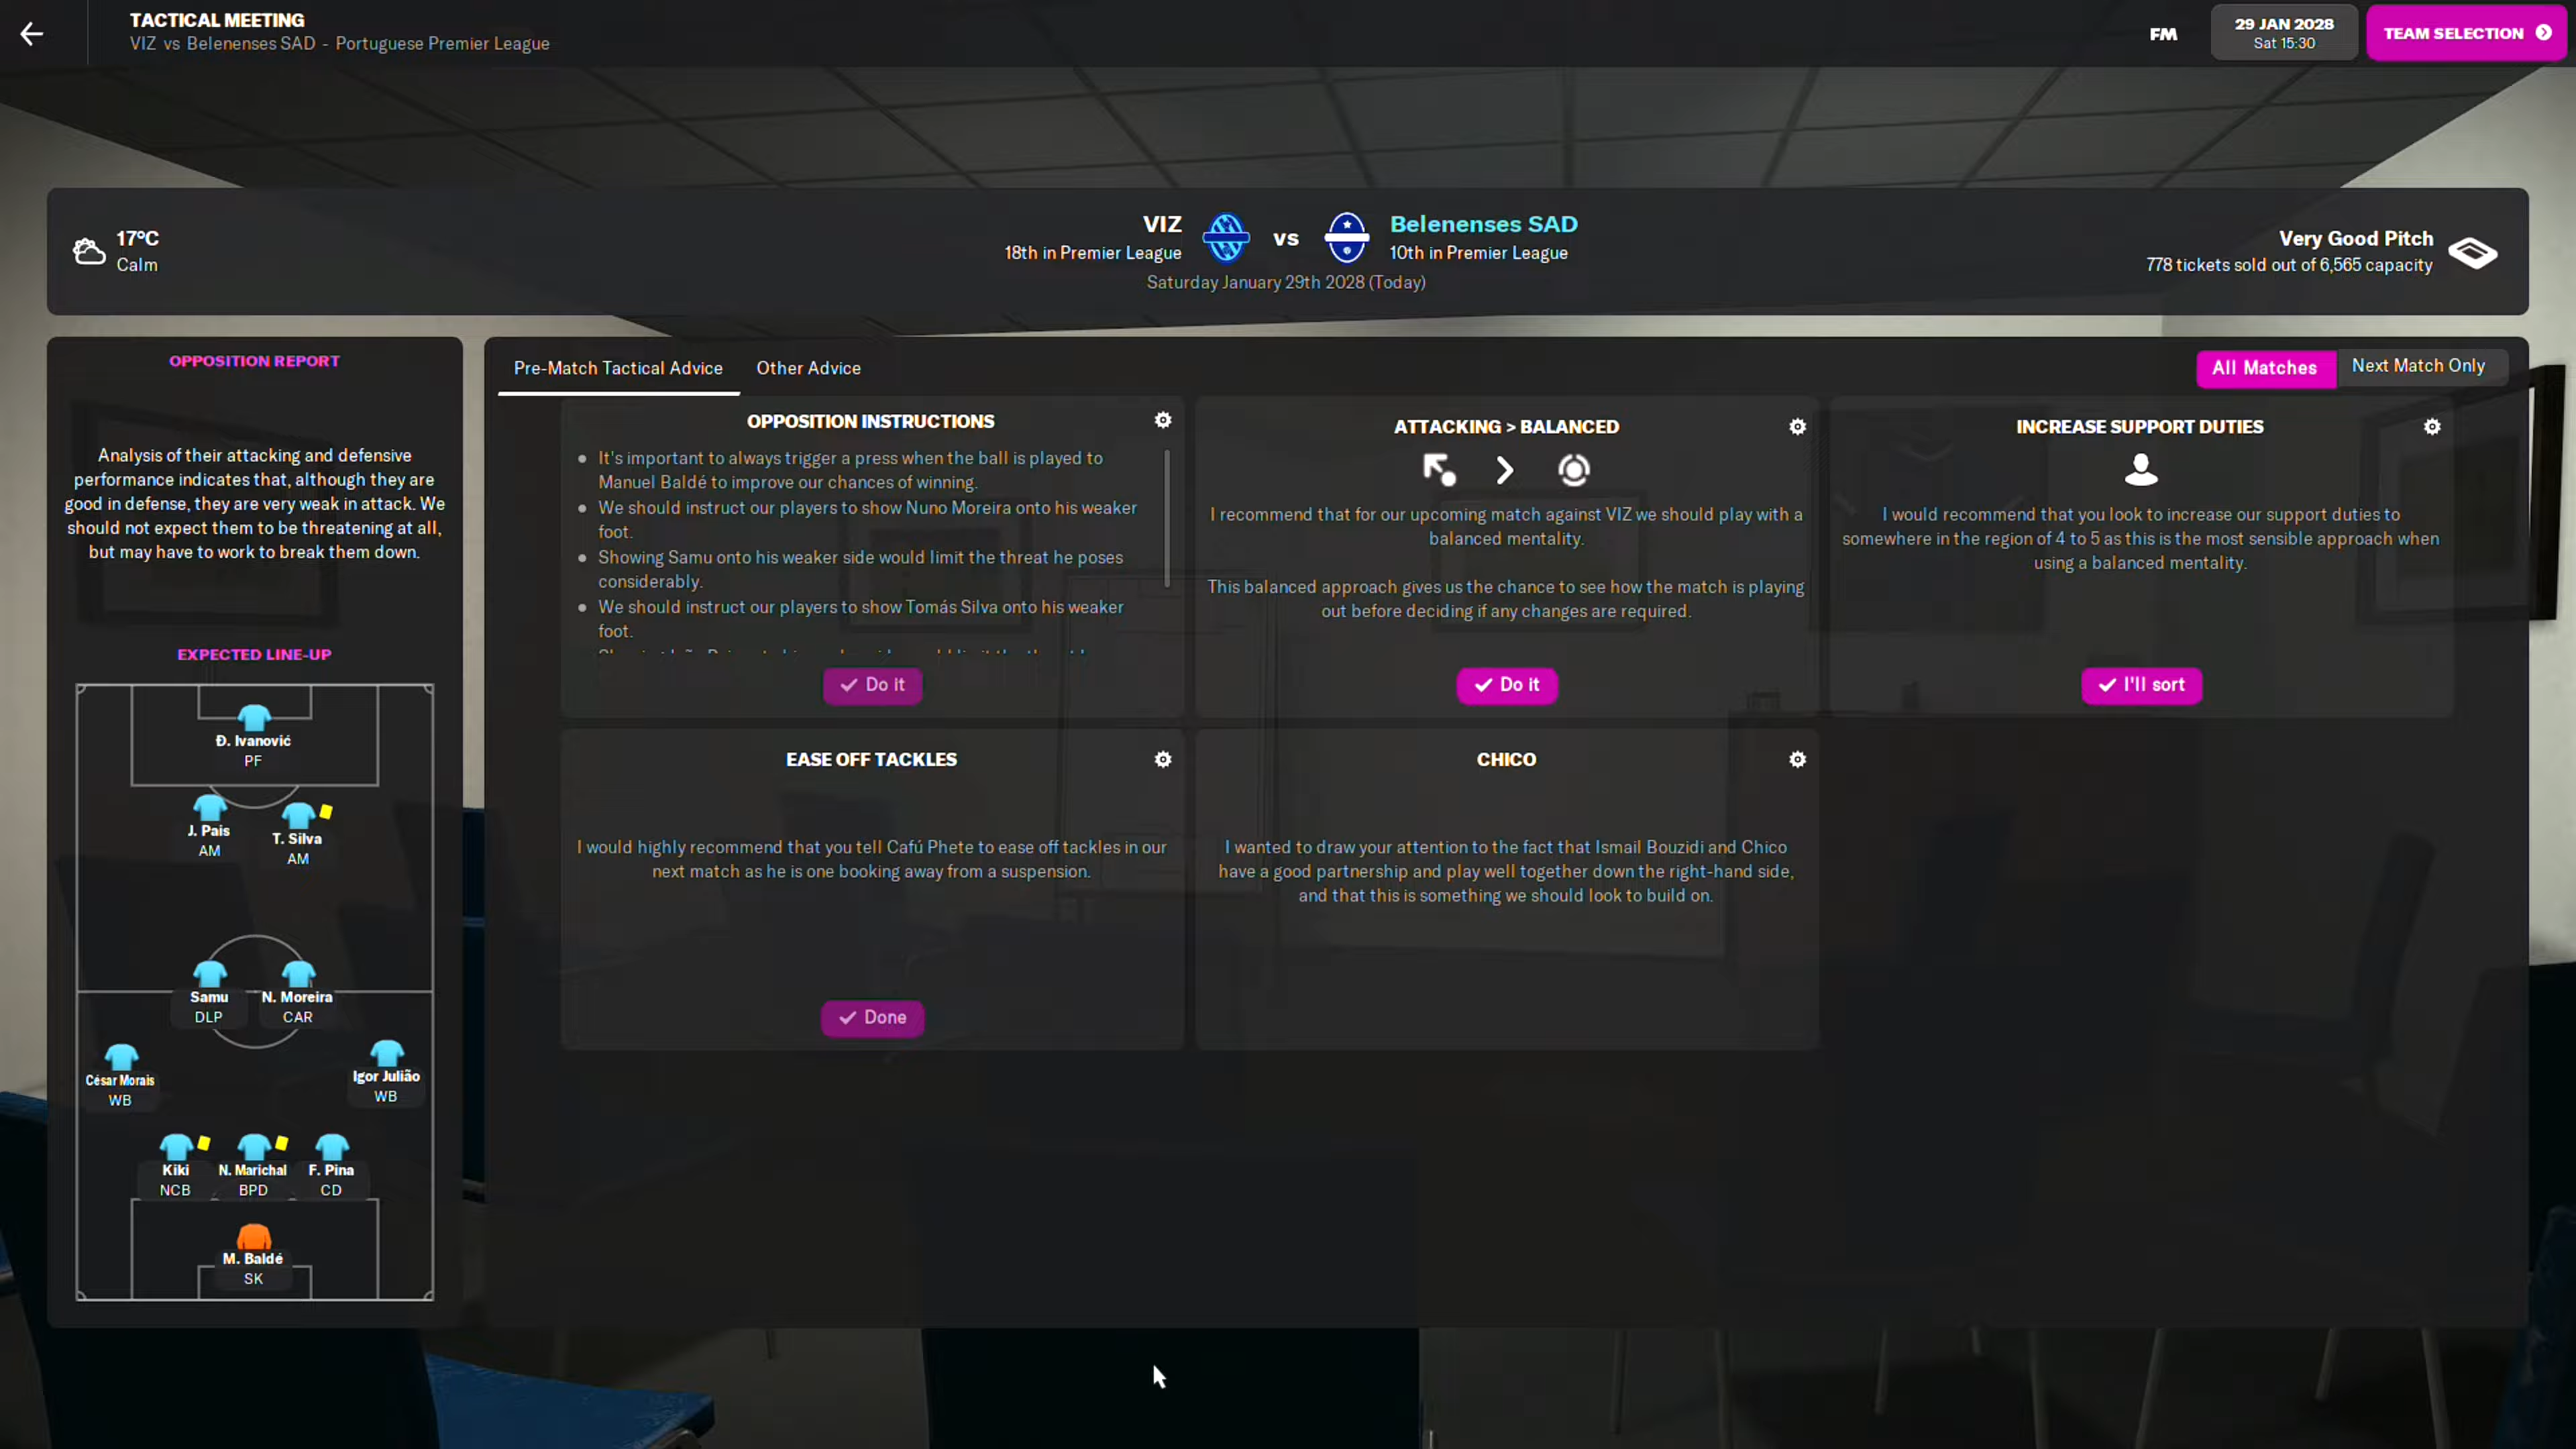 TACTICAL MEETING
VIZ vs Belenenses SAD - Portuguese Premier League
FM
29 JAN 2028
Sat 15:30
TEAM SELECTION
17°C
Calm
VIZ
18th in Premier League
vs
Belenenses SAD
10th in Premier League
Saturday January 29th 2028 (Today)
Very Good Pitch
778 tickets sold out of 6,565 capacity
OPPOSITION REPORT
Analysis of their attacking and defensive
performance indicates that, although they are
good in defense, they are very weak in attack. We
should not expect them to be threatening at all,
but may have to work to break them down.
EXPECTED LINE-UP
Đ. Ivanović
PF
J. Pais
AM
T. Silva
AM
Samu
DLP
N. Moreira
CAR
César Morais
WB
Igor Julião
WB
Kiki
NCB
N. Marichal
BPD
F. Pina
CD
M. Baldé
SK
Pre-Match Tactical Advice
Other Advice
All Matches
Next Match Only
OPPOSITION INSTRUCTIONS
It's important to always trigger a press when the ball is played to
Manuel Baldé to improve our chances of winning.
We should instruct our players to show Nuno Moreira onto his weaker
foot.
Showing Samu onto his weaker side would limit the threat he poses
considerably.
We should instruct our players to show Tomás Silva onto his weaker
foot.
Do it
ATTACKING > BALANCED
I recommend that for our upcoming match against VIZ we should play with a
balanced mentality.
This balanced approach gives us the chance to see how the match is playing
out before deciding if any changes are required.
Do it
INCREASE SUPPORT DUTIES
I would recommend that you look to increase our support duties to
somewhere in the region of 4 to 5 as this is the most sensible approach when
using a balanced mentality.
I'll sort
EASE OFF TACKLES
I would highly recommend that you tell Cafú Phete to ease off tackles in our
next match as he is one booking away from a suspension.
Done
CHICO
I wanted to draw your attention to the fact that Ismail Bouzidi and Chico
have a good partnership and play well together down the right-hand side,
and that this is something we should look to build on.